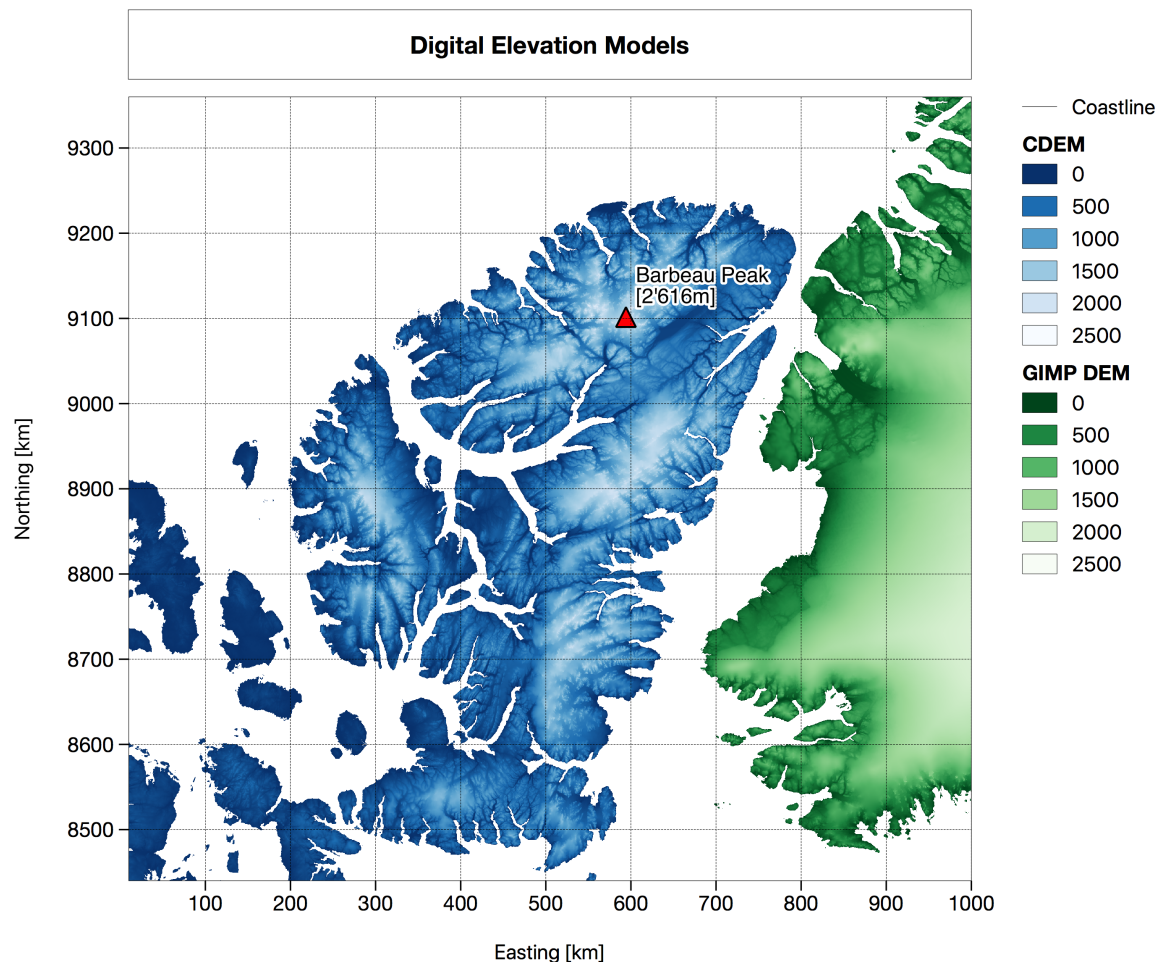 Digital Elevation Models
Coastline
CDEM
0
500
1000
1500
2000
2500
GIMP DEM
0
500
1000
1500
2000
2500
Barbeau Peak
[2'616m]
9300
9200
9100
9000
8900
8800
8700
8600
8500
Northing [km]
100 200 300 400 500 600 700 800 900 1000
Easting [km]